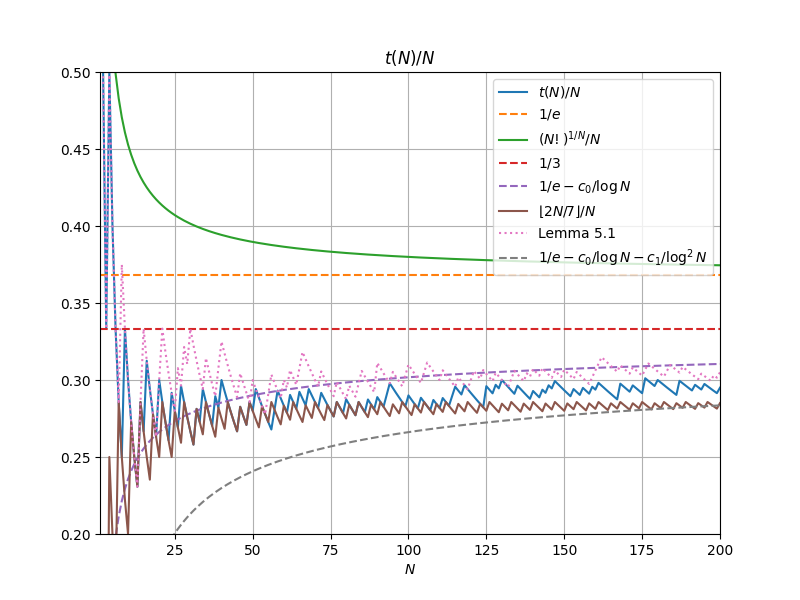 t(N)/N
0.50
0.45
0.40
0.35
0.30
0.25
0.20
t(N)/N
1/e
(N!)^{1/N}/N
1/3
1/e − c₀/log N
⌊2N/7⌋/N
Lemma 5.1
1/e − c₀/log N − c₁/log² N
25
50
75
100
125
150
175
200
N